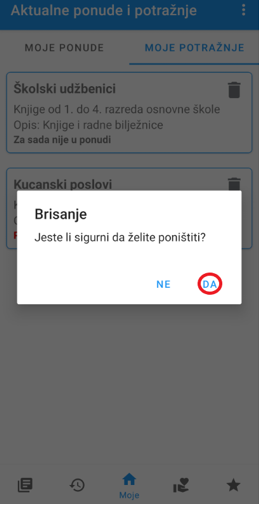 Aktualne ponude i potražnje
MOJE PONUDE
MOJE POTRAŽNJE
Školski udžbenici
Knjige od 1. do 4. razreda osnovne škole
Opis: Knjige i radne bilježnice
Za sada nije u ponudi
Kucanski poslovi
Brisanje
Jeste li sigurni da želite poništiti?
NE
DA
Moje